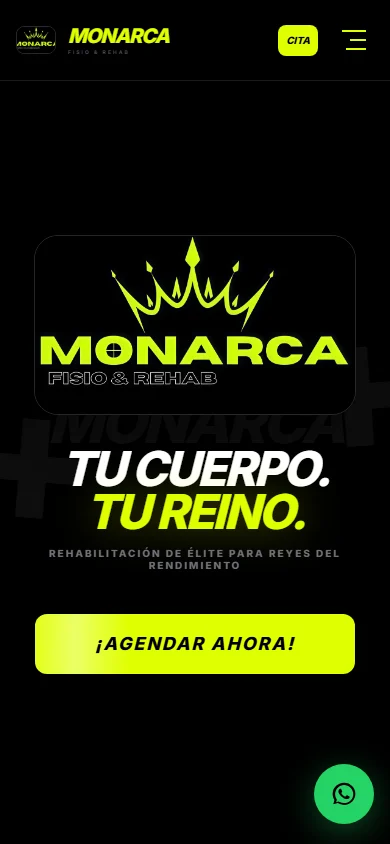 MONARCA
MONARCA
FISIO & REHAB
CITA
MONARCA
FISIO & REHAB
MONARCA
TU CUERPO.
TU REINO.
REHABILITACIÓN DE ÉLITE PARA REYES DEL
RENDIMIENTO
¡AGENDAR AHORA!